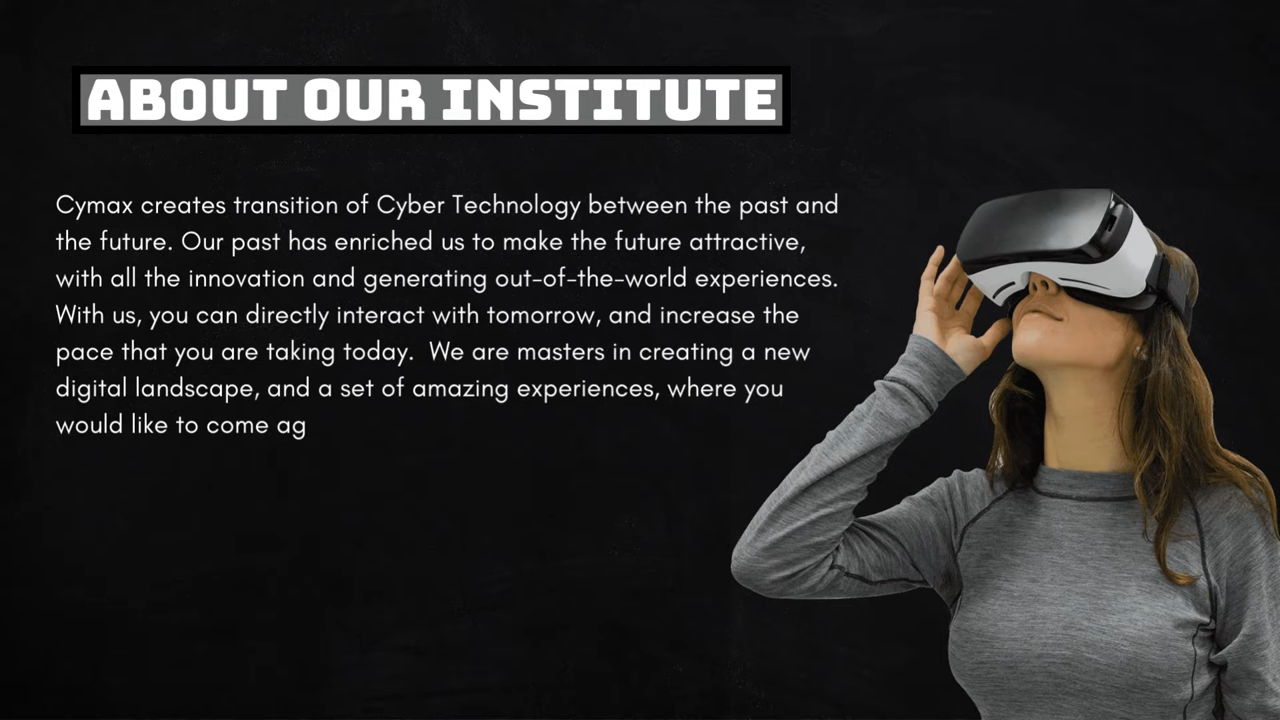 ABOUT OUR INSTITUTE
Cymax creates transition of Cyber Technology between the past and
the future. Our past has enriched us to make the future attractive,
with all the innovation and generating out-of-the-world experiences.
With us, you can directly interact with tomorrow, and increase the
pace that you are taking today.  We are masters in creating a new
digital landscape, and a set of amazing experiences, where you
would like to come ag